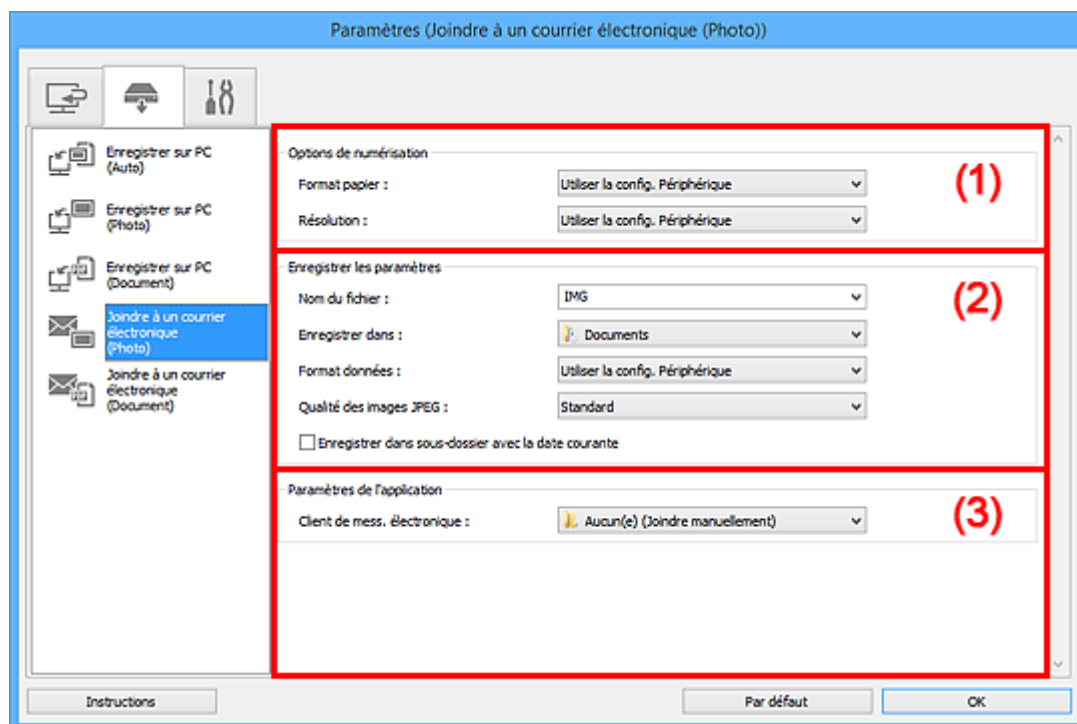 Paramètres (Joindre à un courrier électronique (Photo))
Enregistrer sur PC
(Auto)
Enregistrer sur PC
(Photo)
Enregistrer sur PC
(Document)
Joindre à un courrier
électronique
(Photo)
Joindre à un courrier
électronique
(Document)
Options de numérisation
(1)
Format papier : Utiliser la config. Périphérique
Résolution : Utiliser la config. Périphérique
Enregistrer les paramètres
(2)
Nom du fichier : IMG
Enregistrer dans : Documents
Format données : Utiliser la config. Périphérique
Qualité des images JPEG : Standard
Enregistrer dans sous-dossier avec la date courante
Paramètres de l'application
(3)
Client de mess. électronique : Aucun(e) (Joindre manuellement)
Instructions
Par défaut
OK